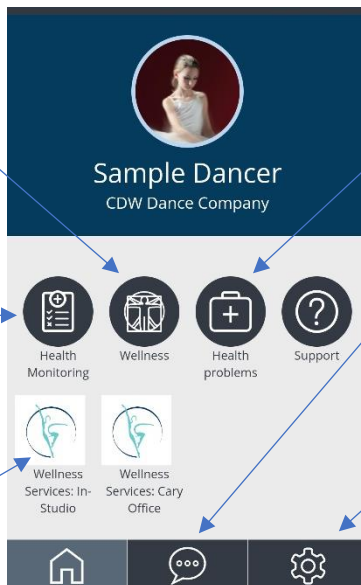 Sample Dancer
CDW Dance Company
Health
Monitoring
Wellness
Health
problems
Support
Wellness
Services: In-
Studio
Wellness
Services: Cary
Office